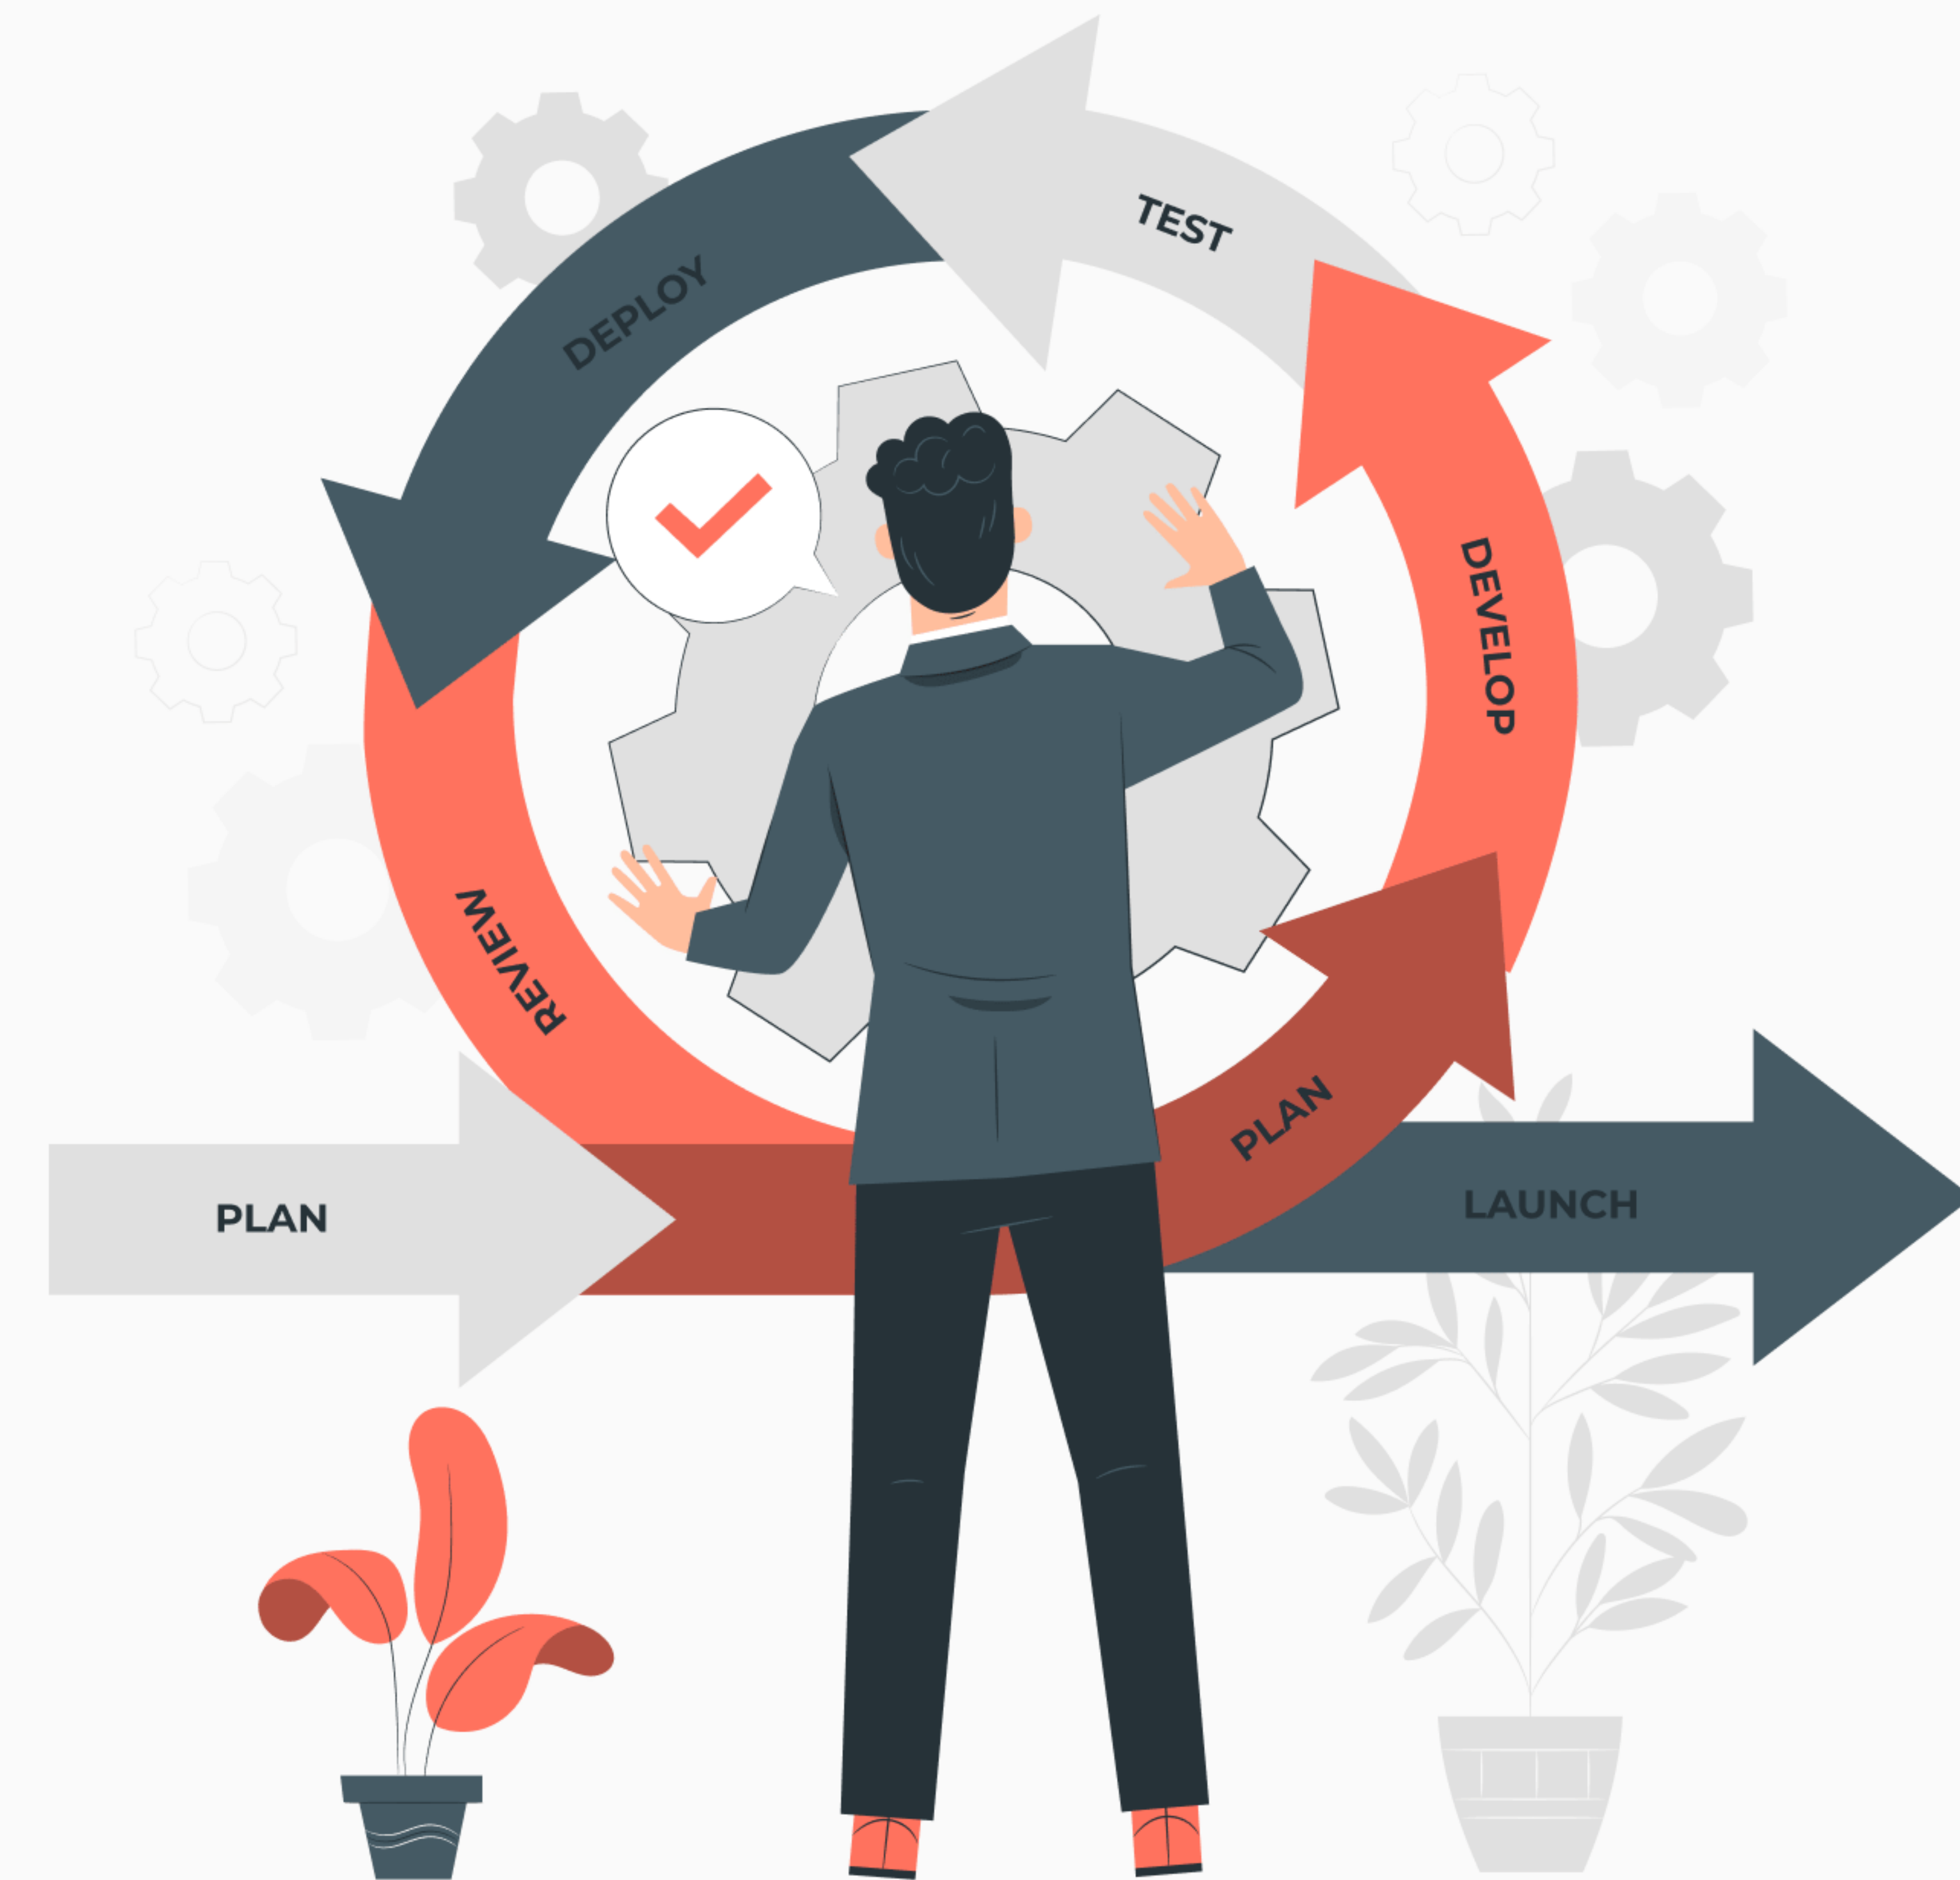 TEST
DEPLOY
DEVELOP
REVIEW
PLAN
PLAN
LAUNCH